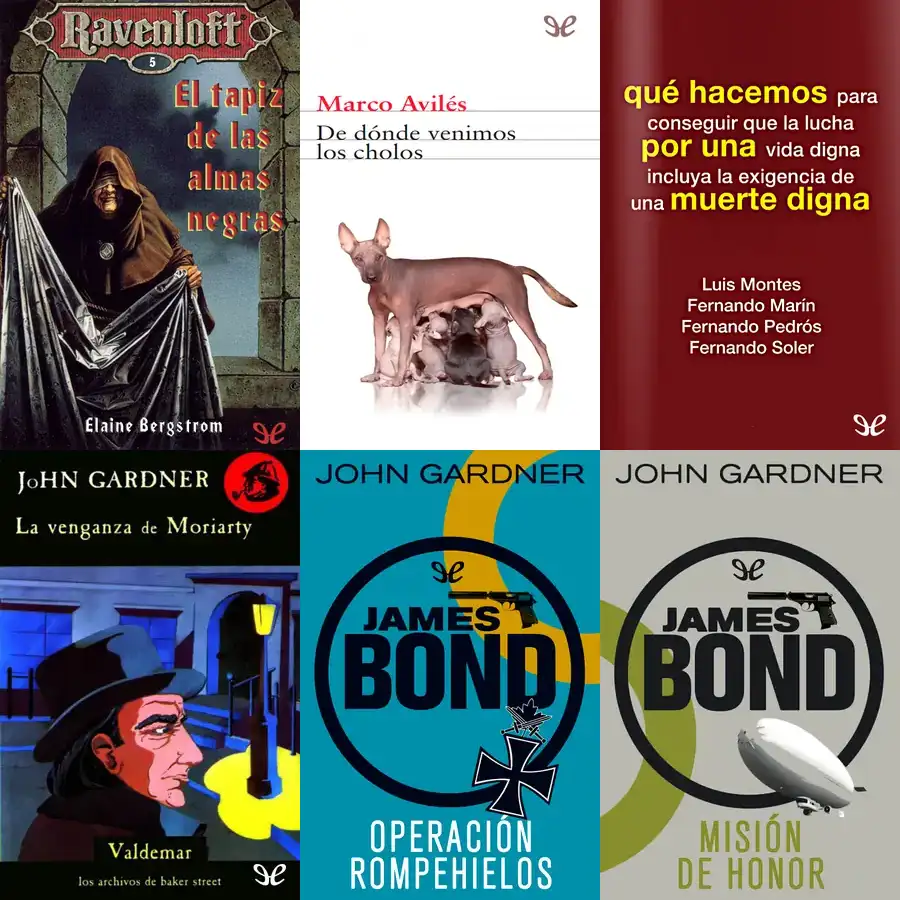 Ravenloft
5
El tapiz
de las
almas
negras
Elaine Bergstrom
Marco Avilés
De dónde venimos
los cholos
qué hacemos para
conseguir que la lucha
por una vida digna
incluya la exigencia de
una muerte digna
Luis Montes
Fernando Marín
Fernando Pedrós
Fernando Soler
JoHN GARDNER
La venganza de Moriarty
Valdemar
los archivos de baker street
JOHN GARDNER
JAMES
BOND
OPERACIÓN
ROMPEHIELOS
JOHN GARDNER
JAMES
BOND
MISIÓN
DE HONOR